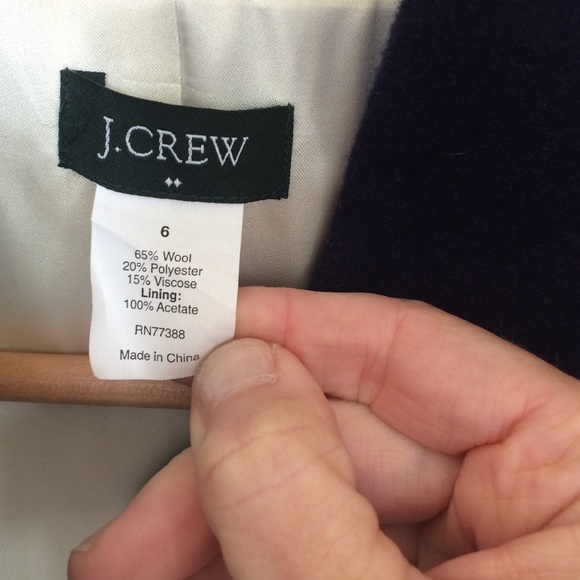 J.CREW
6
65% Wool
20% Polyester
15% Viscose
Lining:
100% Acetate
RN77388
Made in China